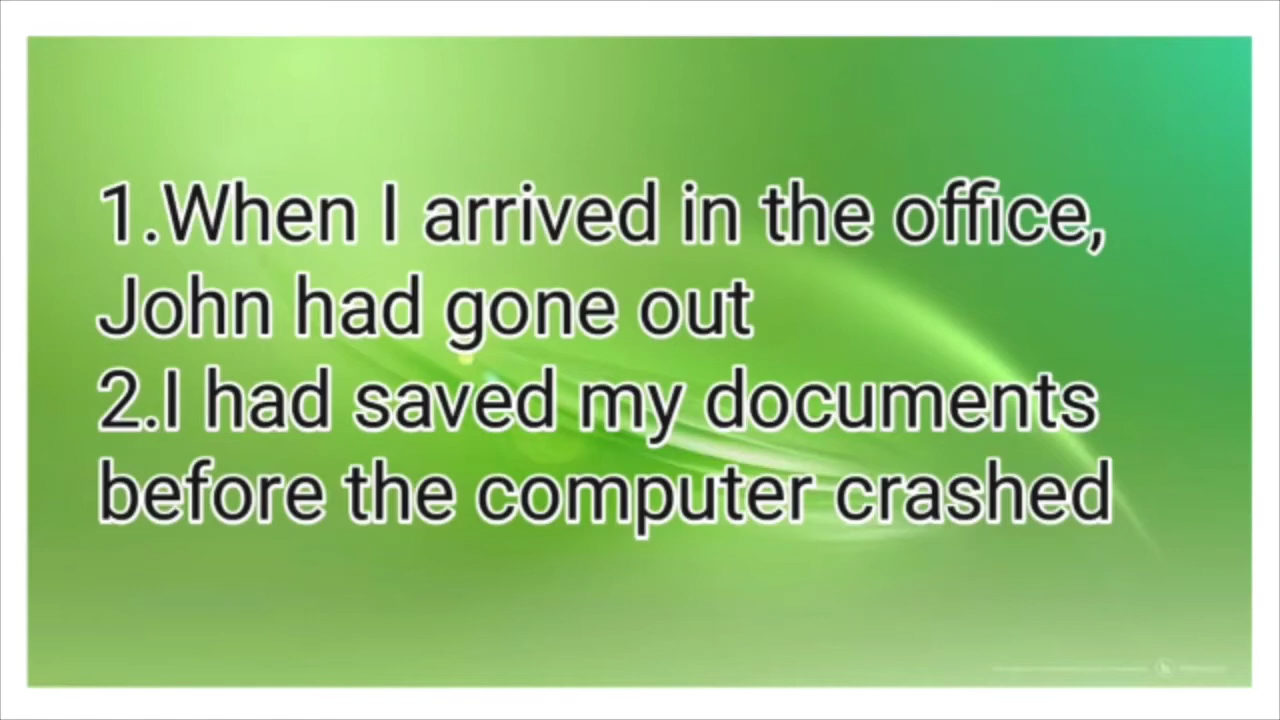 1.When I arrived in the office,
John had gone out
2.I had saved my documents
before the computer crashed